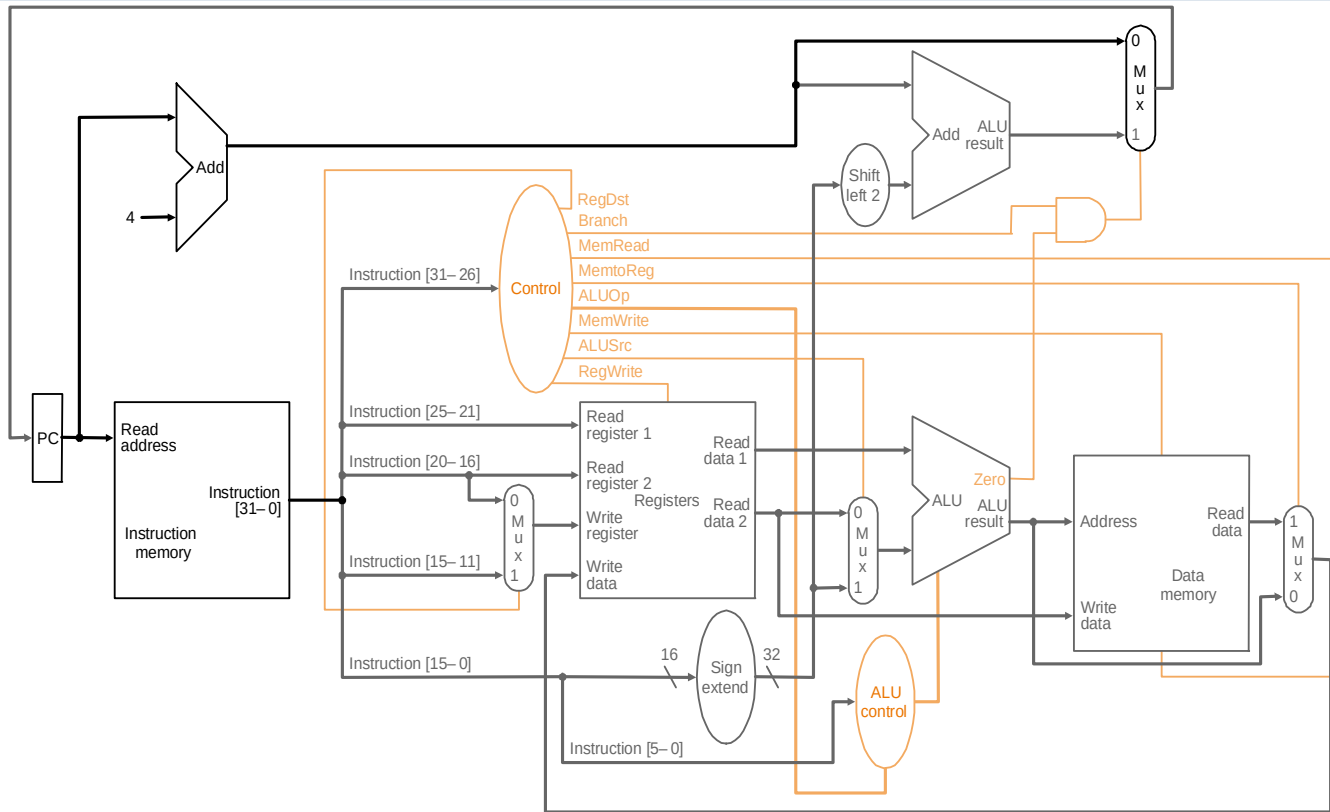 0
M
u
x
1
Add
ALU
result
Add
4
Shift
left 2
RegDst
Branch
MemRead
MemtoReg
ALUOp
MemWrite
ALUSrc
RegWrite
Control
Instruction [31–26]
Instruction [25–21]
Instruction [20–16]
Instruction [15–11]
Instruction [15–0]
Instruction [5–0]
PC
Read
address
Instruction
[31–0]
Instruction
memory
0
M
u
x
1
Read
register 1
Read
register 2
Write
register
Write
data
Registers
Read
data 1
Read
data 2
0
M
u
x
1
Zero
ALU
ALU
result
Address
Write
data
Read
data
Data
memory
1
M
u
x
0
16
Sign
extend
32
ALU
control